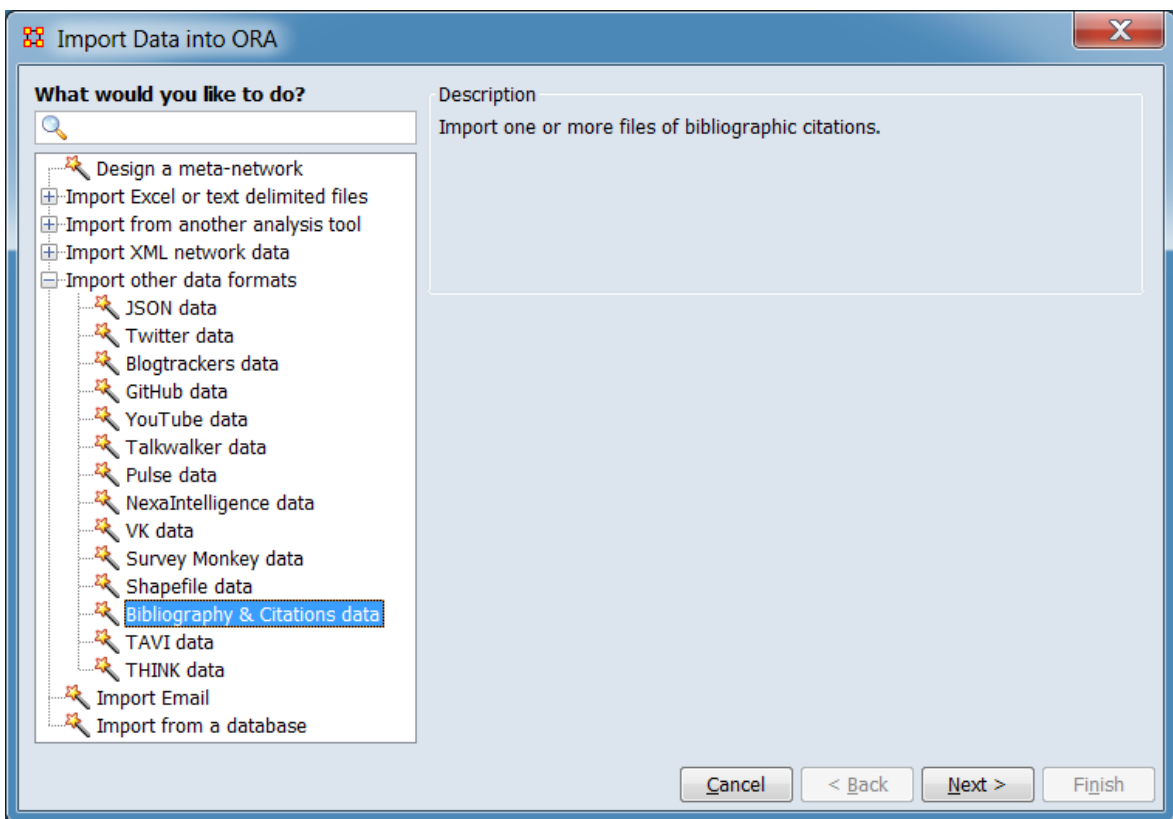 Import Data into ORA
What would you like to do?
Design a meta-network
Import Excel or text delimited files
Import from another analysis tool
Import XML network data
Import other data formats
JSON data
Twitter data
Blogtrackers data
GitHub data
YouTube data
Talkwalker data
Pulse data
NexaIntelligence data
VK data
Survey Monkey data
Shapefile data
Bibliography & Citations data
TAVI data
THINK data
Import Email
Import from a database
Description
Import one or more files of bibliographic citations.
Cancel < Back Next > Finish